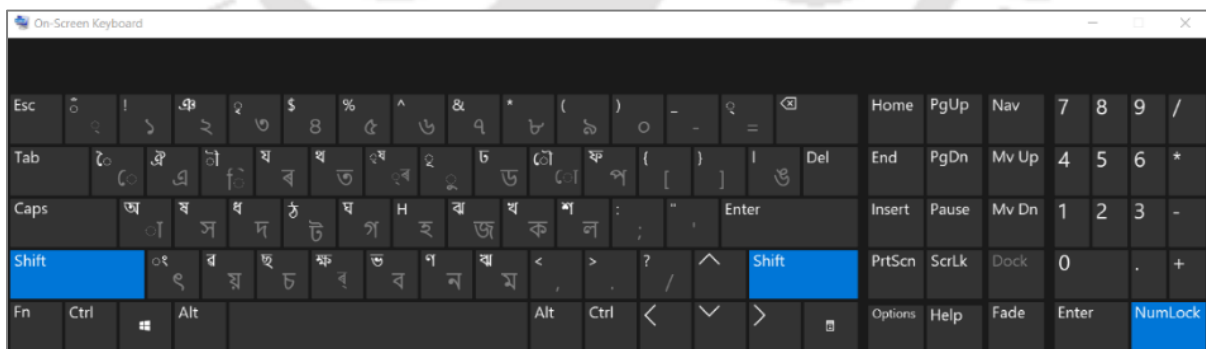 On-Screen Keyboard
Esc ঁ ় ! ১ ঞ ২ ৃ ৩ $ 8 % ৫ ^ ৬ & ৭ * ৮ ( ৯ ) ০ _ - ্ = Home PgUp Nav 7 8 9 /
Tab ৈ ে ঐ এ ী ি য ৰ থ ত ূ ু ঢ ড ৌ ো ফ প { [ } ] l ঙ Del End PgDn Mv Up 4 5 6 *
Caps অ া ষ স ধ দ ঠ ট ঘ গ H হ ঝ জ খ ক শ ল : ; " ' Enter Insert Pause Mv Dn 1 2 3 -
Shift ং ৎ ৱ য় ছ চ ক্ষ ভ ব ণ ন ম < , > . ? / Shift PrtScn ScrLk Dock 0 . +
Fn Ctrl Alt Alt Ctrl Options Help Fade Enter NumLock